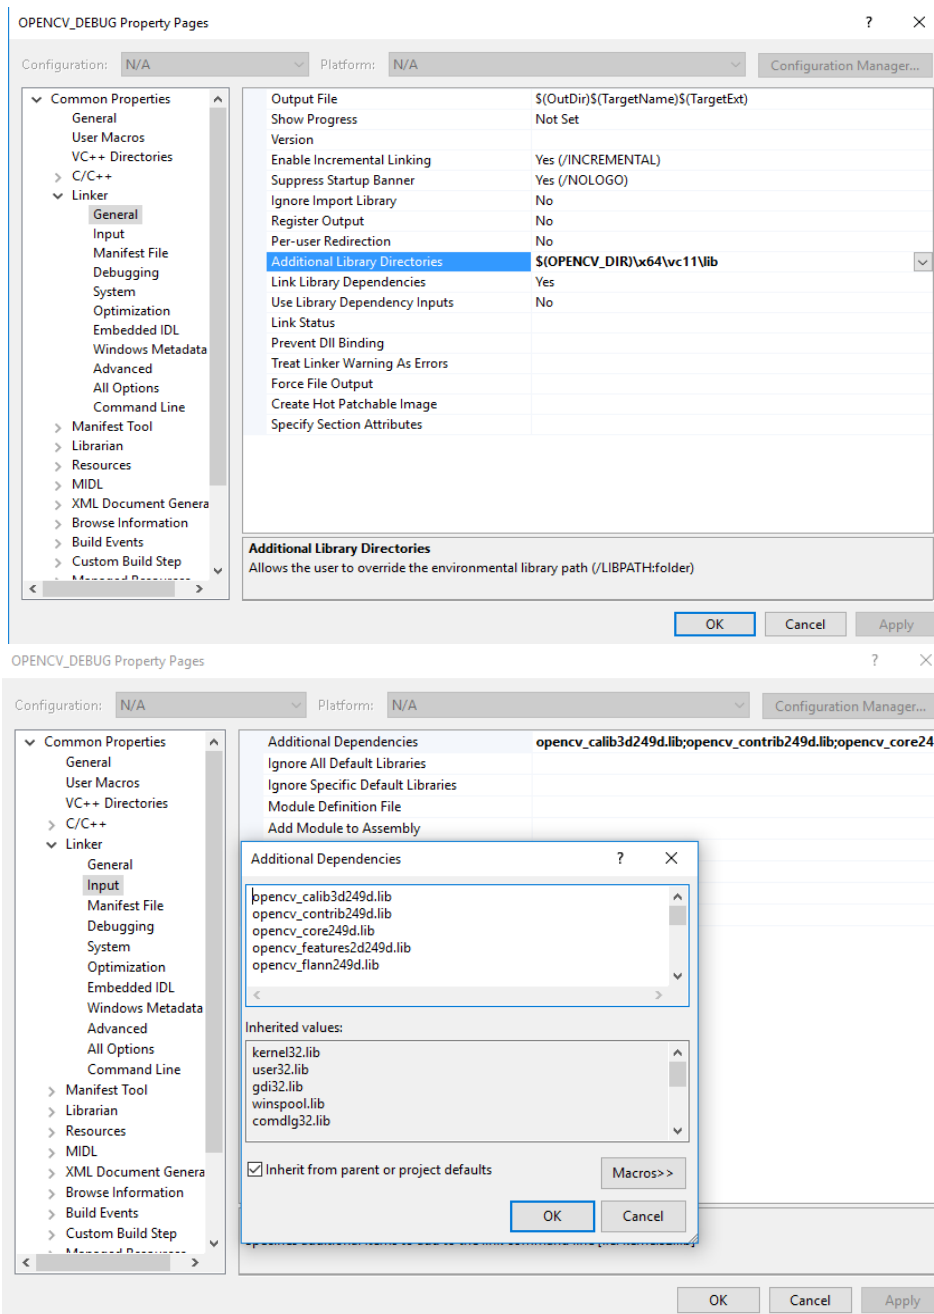 OPENCV_DEBUG Property Pages
Configuration: N/A Platform: N/A Configuration Manager...
Common Properties
General
User Macros
VC++ Directories
C/C++
Linker
General
Input
Manifest File
Debugging
System
Optimization
Embedded IDL
Windows Metadata
Advanced
All Options
Command Line
Manifest Tool
Librarian
Resources
MIDL
XML Document Genera
Browse Information
Build Events
Custom Build Step
Output File $(OutDir)$(TargetName)$(TargetExt)
Show Progress Not Set
Version
Enable Incremental Linking Yes (/INCREMENTAL)
Suppress Startup Banner Yes (/NOLOGO)
Ignore Import Library No
Register Output No
Per-user Redirection No
Additional Library Directories $(OPENCV_DIR)\x64\vc11\lib
Link Library Dependencies Yes
Use Library Dependency Inputs No
Link Status
Prevent Dll Binding
Treat Linker Warning As Errors
Force File Output
Create Hot Patchable Image
Specify Section Attributes
Additional Library Directories
Allows the user to override the environmental library path (/LIBPATH:folder)
OK Cancel Apply
OPENCV_DEBUG Property Pages
Configuration: N/A Platform: N/A Configuration Manager...
Common Properties
General
User Macros
VC++ Directories
C/C++
Linker
General
Input
Manifest File
Debugging
System
Optimization
Embedded IDL
Windows Metadata
Advanced
All Options
Command Line
Manifest Tool
Librarian
Resources
MIDL
XML Document Genera
Browse Information
Build Events
Custom Build Step
Additional Dependencies opencv_calib3d249d.lib;opencv_contrib249d.lib;opencv_core24
Ignore All Default Libraries
Ignore Specific Default Libraries
Module Definition File
Add Module to Assembly
Additional Dependencies
opencv_calib3d249d.lib
opencv_contrib249d.lib
opencv_core249d.lib
opencv_features2d249d.lib
opencv_flann249d.lib
Inherited values:
kernel32.lib
user32.lib
gdi32.lib
winspool.lib
comdlg32.lib
Inherit from parent or project defaults
Macros>>
OK Cancel
OK Cancel Apply